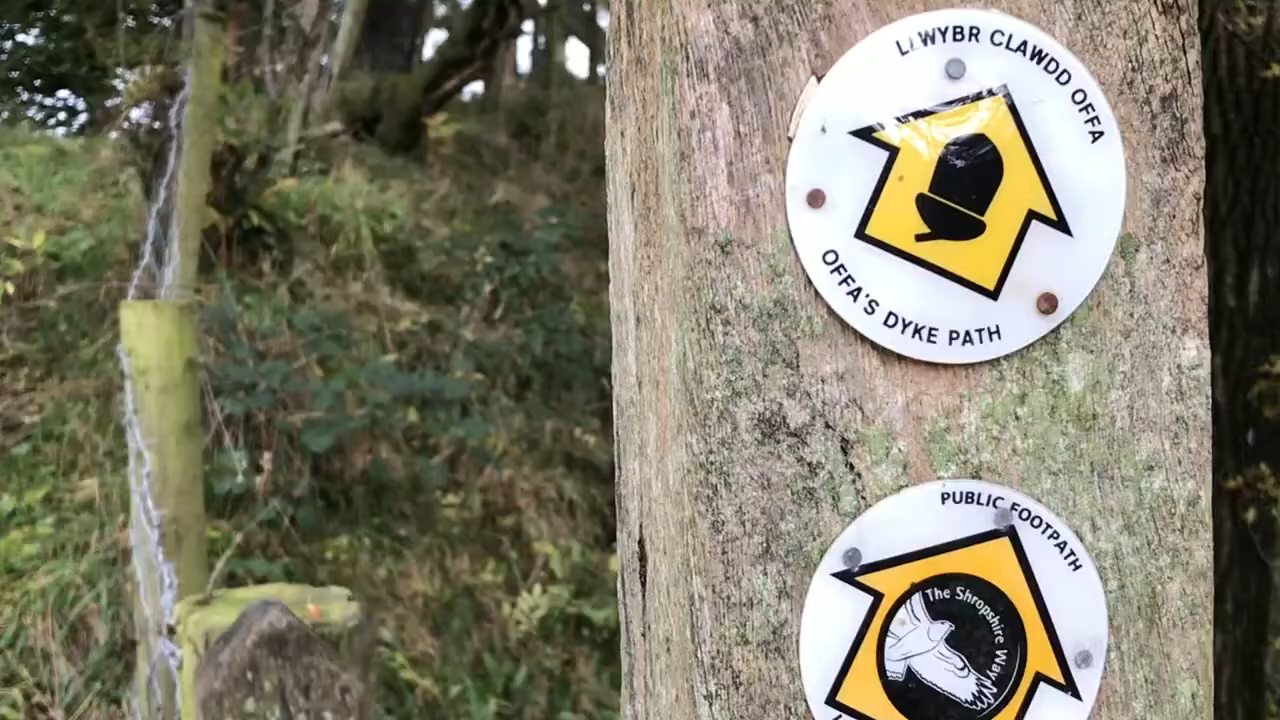 LLWYBR CLAWDD OFFA
OFFA'S DYKE PATH
PUBLIC FOOTPATH
The Shropshire Way